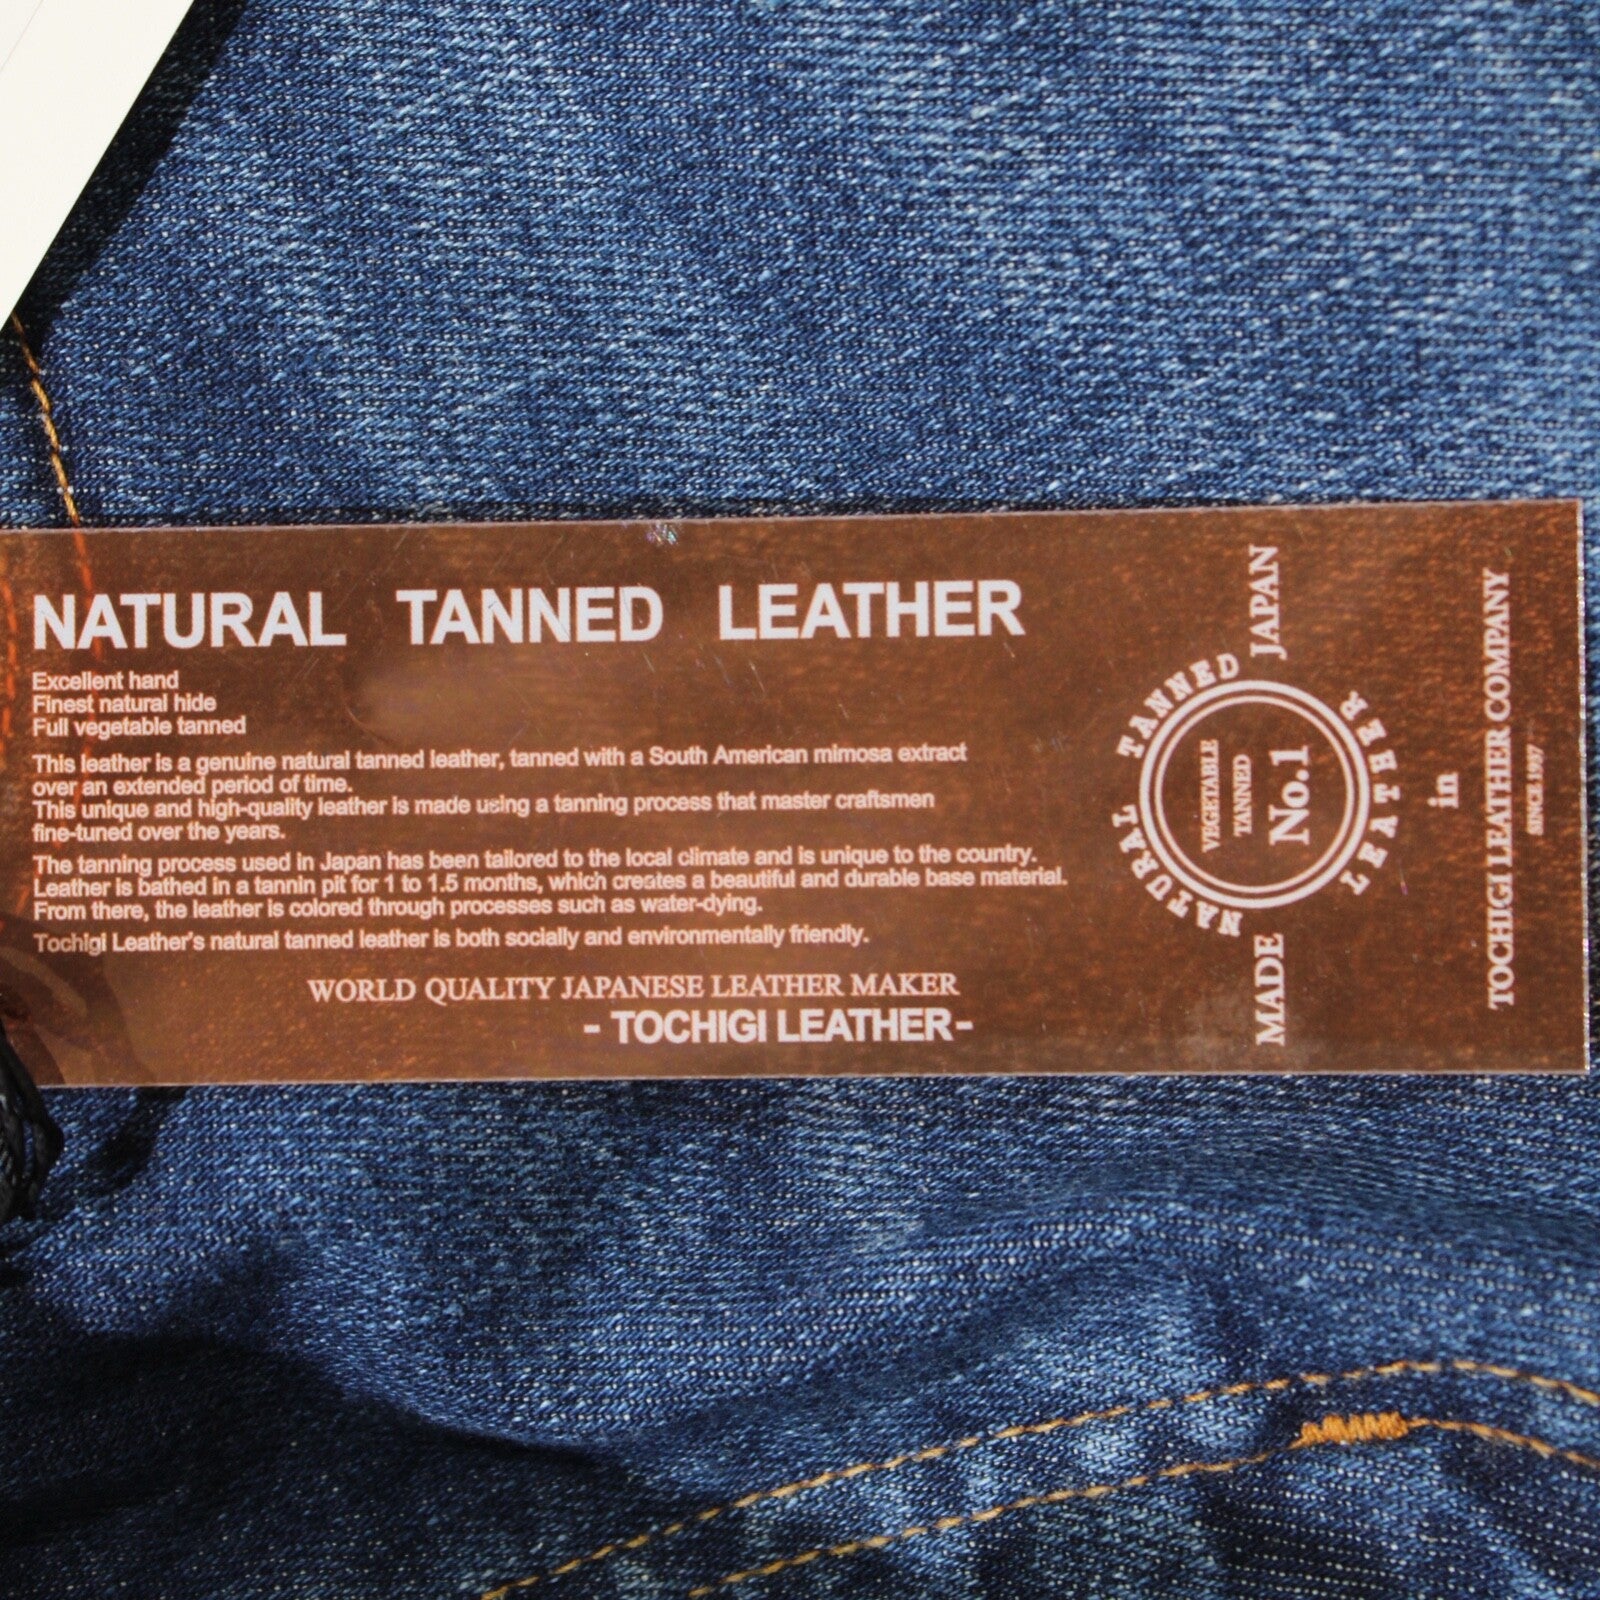 NATURAL TANNED LEATHER
Excellent hand
Finest natural hide
Full vegetable tanned
This leather is a genuine natural tanned leather, tanned with a South American mimosa extract
over an extended period of time.
This unique and high-quality leather is made using a tanning process that master craftsmen
fine-tuned over the years.
The tanning process used in Japan has been tailored to the local climate and is unique to the country.
Leather is bathed in a tannin pit for 1 to 1.5 months, which creates a beautiful and durable base material.
From there, the leather is colored through processes such as water-dying.
Tochigi Leather's natural tanned leather is both socially and environmentally friendly.
WORLD QUALITY JAPANESE LEATHER MAKER
- TOCHIGI LEATHER-
NATURAL TANNED LEATHER
VEGETABLE
TANNED
No.1
MADE JAPAN
in
TOCHIGI LEATHER COMPANY
SINCE.1937